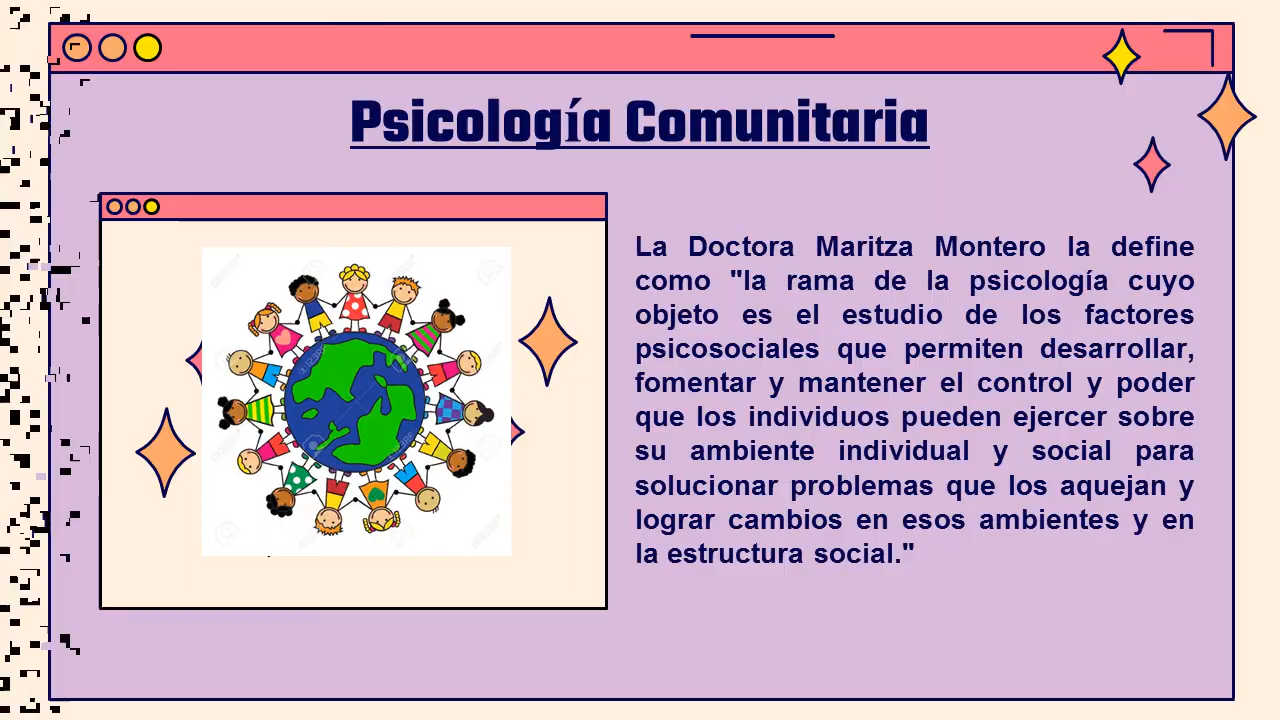 Psicología Comunitaria
La Doctora Maritza Montero la define
como "la rama de la psicología cuyo
objeto es el estudio de los factores
psicosociales que permiten desarrollar,
fomentar y mantener el control y poder
que los individuos pueden ejercer sobre
su ambiente individual y social para
solucionar problemas que los aquejan y
lograr cambios en esos ambientes y en
la estructura social."